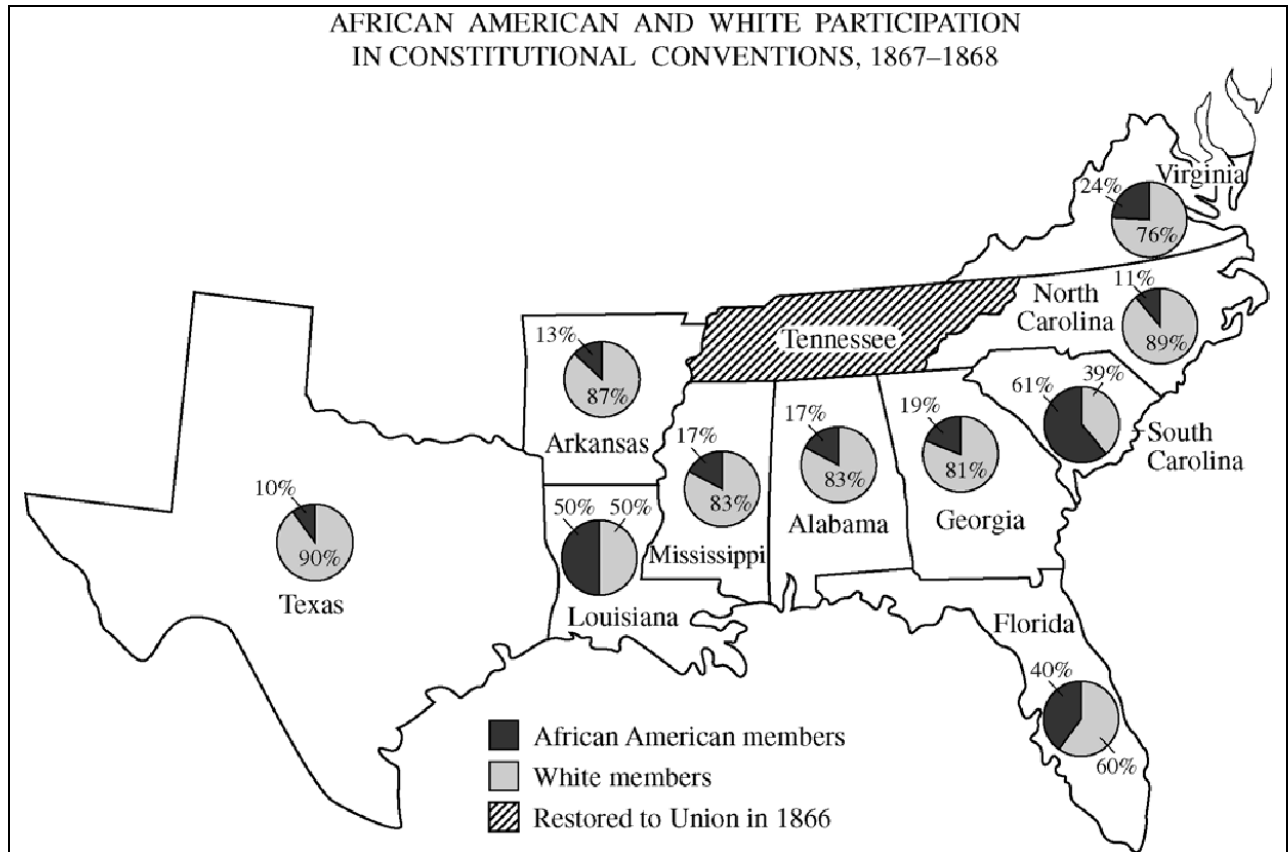 AFRICAN AMERICAN AND WHITE PARTICIPATION
IN CONSTITUTIONAL CONVENTIONS, 1867–1868
Virginia
24%
76%
North
Carolina
11%
89%
Tennessee
13%
87%
Arkansas
61%
39%
South
Carolina
19%
81%
Georgia
17%
83%
Alabama
17%
83%
Mississippi
50%
50%
Louisiana
10%
90%
Texas
Florida
40%
60%
African American members
White members
Restored to Union in 1866